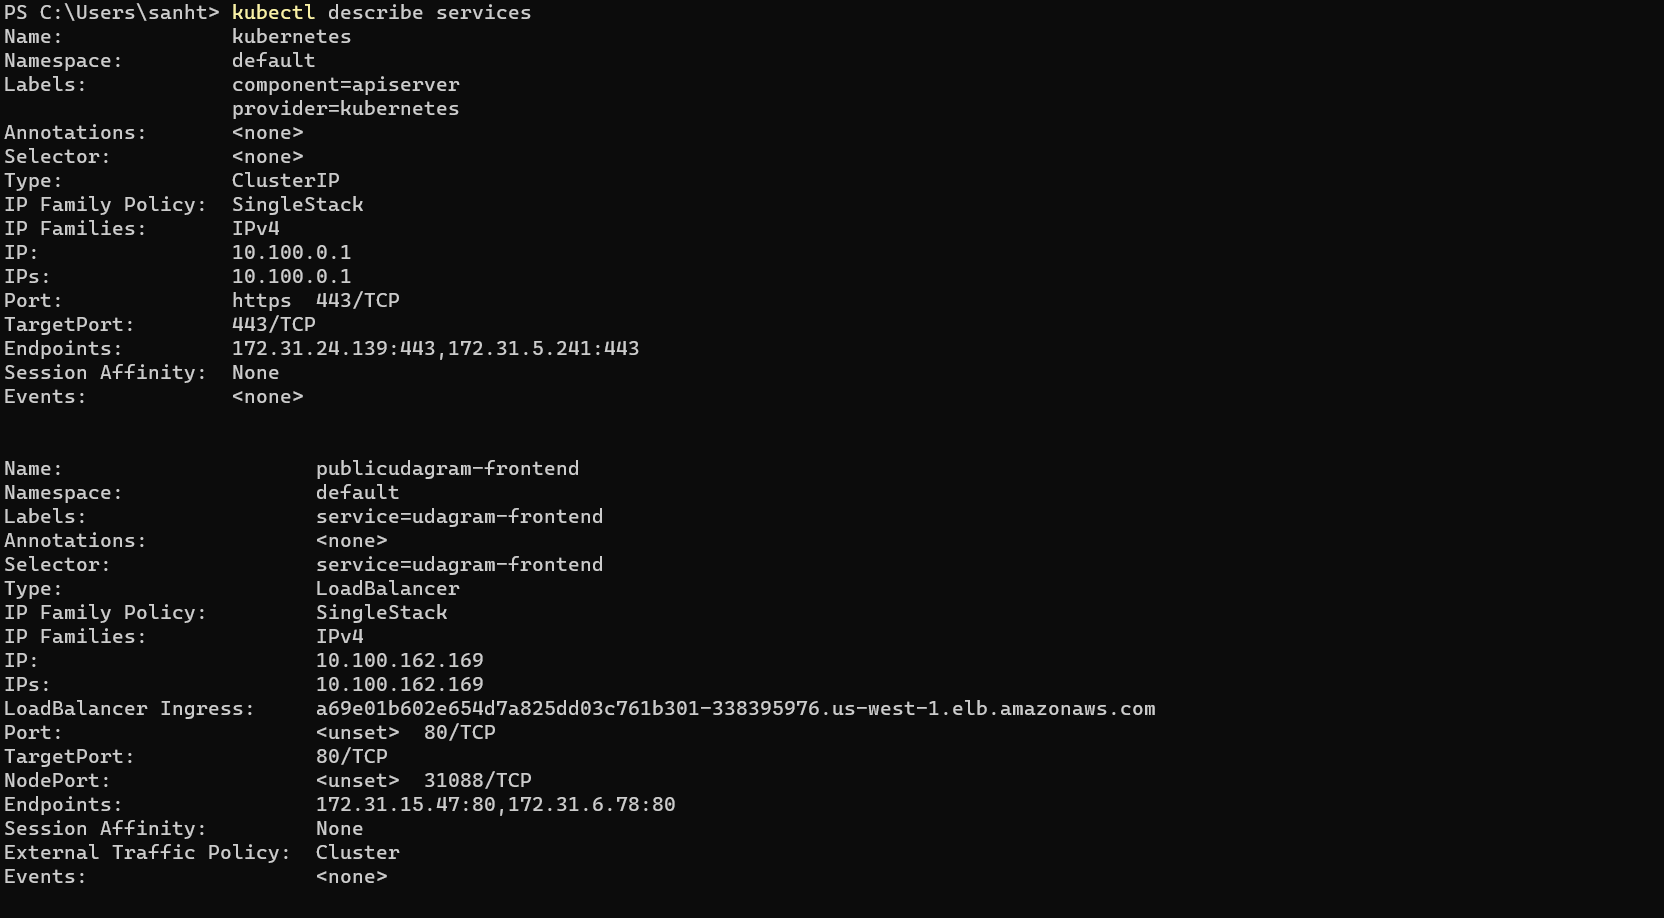 PS C:\Users\sanht> kubectl describe services
Name:              kubernetes
Namespace:         default
Labels:            component=apiserver
                   provider=kubernetes
Annotations:       <none>
Selector:          <none>
Type:              ClusterIP
IP Family Policy:  SingleStack
IP Families:       IPv4
IP:                10.100.0.1
IPs:               10.100.0.1
Port:              https  443/TCP
TargetPort:        443/TCP
Endpoints:         172.31.24.139:443,172.31.5.241:443
Session Affinity:  None
Events:            <none>


Name:                     publicudagram-frontend
Namespace:                default
Labels:                   service=udagram-frontend
Annotations:              <none>
Selector:                 service=udagram-frontend
Type:                     LoadBalancer
IP Family Policy:         SingleStack
IP Families:              IPv4
IP:                       10.100.162.169
IPs:                      10.100.162.169
LoadBalancer Ingress:     a69e01b602e654d7a825dd03c761b301-338395976.us-west-1.elb.amazonaws.com
Port:                     <unset>  80/TCP
TargetPort:               80/TCP
NodePort:                 <unset>  31088/TCP
Endpoints:                172.31.15.47:80,172.31.6.78:80
Session Affinity:         None
External Traffic Policy:  Cluster
Events:                   <none>